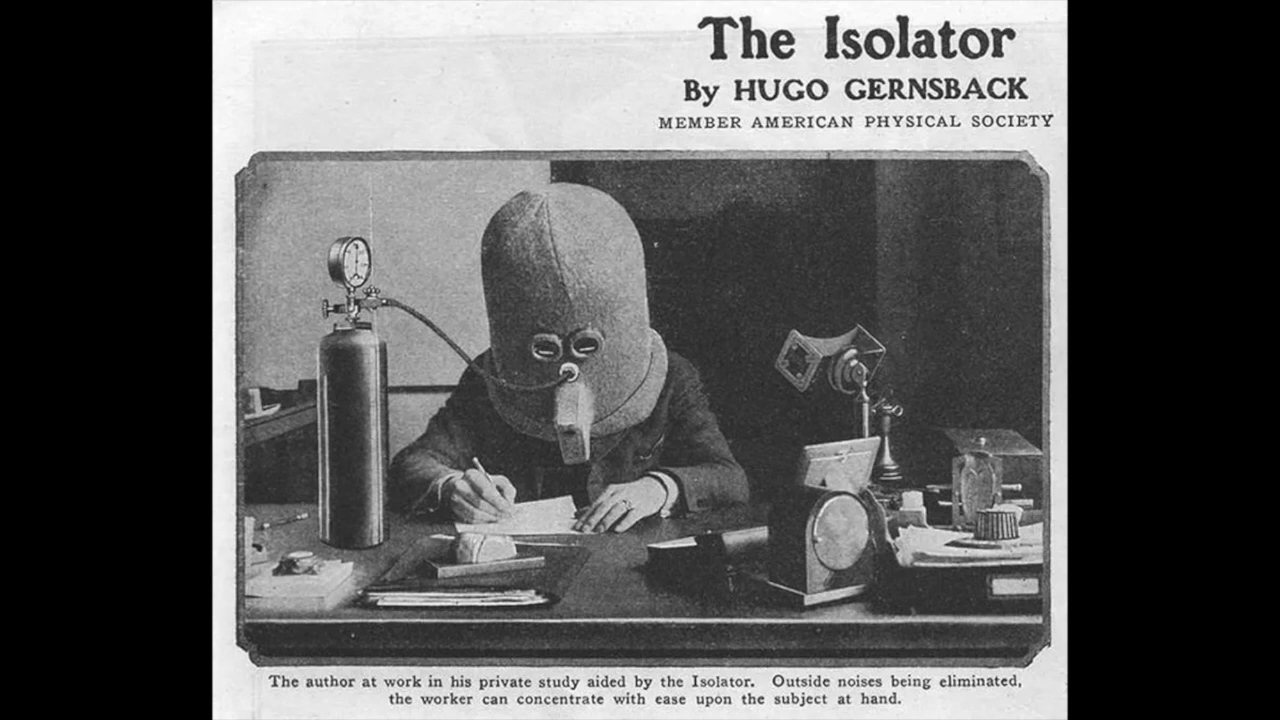 The Isolator
By HUGO GERNSBACK
MEMBER AMERICAN PHYSICAL SOCIETY
The author at work in his private study aided by the Isolator. Outside noises being eliminated,
the worker can concentrate with ease upon the subject at hand.